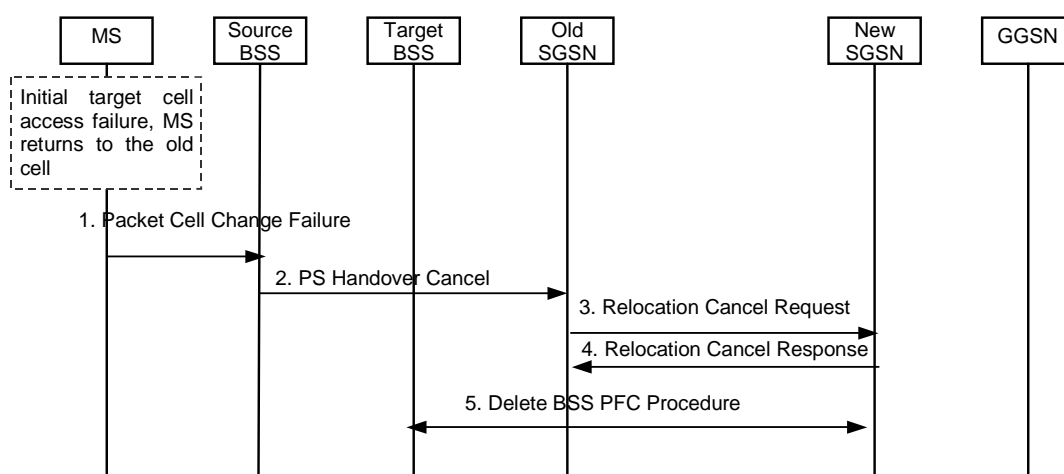 MS
Source
BSS
Target
BSS
Old
SGSN
New
SGSN
GGSN
Initial target cell
access failure, MS
returns to the old
cell
1. Packet Cell Change Failure
2. PS Handover Cancel
3. Relocation Cancel Request
4. Relocation Cancel Response
5. Delete BSS PFC Procedure